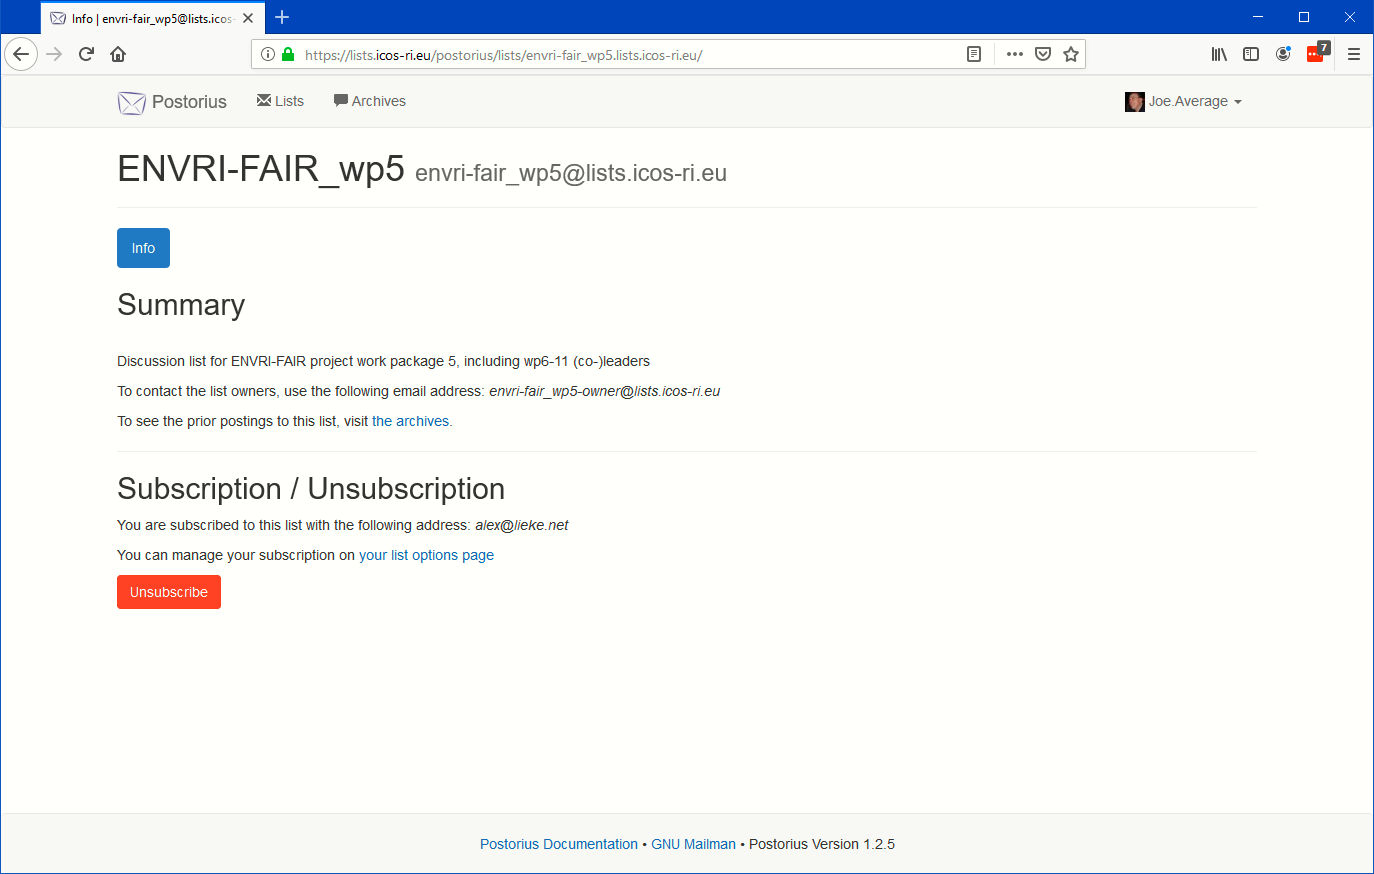 Info | envri-fair_wp5@lists.icos-
https://lists.icos-ri.eu/postorius/lists/envri-fair_wp5.lists.icos-ri.eu/
7
Postorius Lists Archives Joe.Average
ENVRI-FAIR_wp5 envri-fair_wp5@lists.icos-ri.eu
Info
Summary
Discussion list for ENVRI-FAIR project work package 5, including wp6-11 (co-)leaders
To contact the list owners, use the following email address: envri-fair_wp5-owner@lists.icos-ri.eu
To see the prior postings to this list, visit the archives.
Subscription / Unsubscription
You are subscribed to this list with the following address: alex@lieke.net
You can manage your subscription on your list options page
Unsubscribe
Postorius Documentation • GNU Mailman • Postorius Version 1.2.5